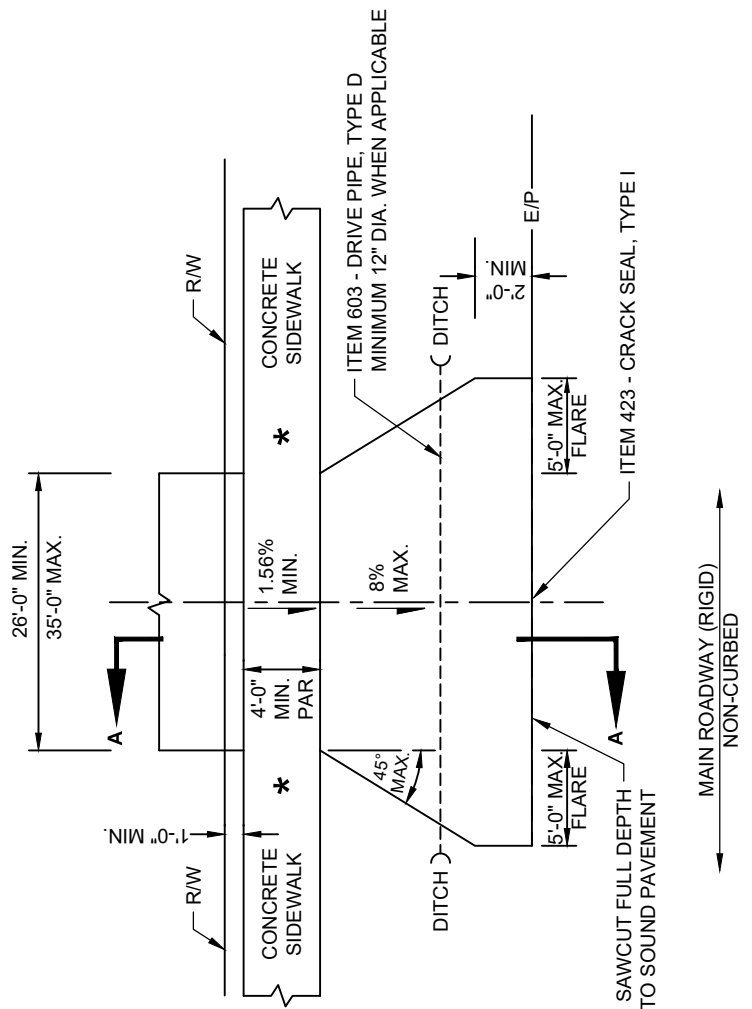 26'-0" MIN.
35'-0" MAX.
A
R/W
R/W
1'-0" MIN.
CONCRETE
SIDEWALK
*
4'-0"
MIN.
PAR
1.56%
MIN.
*
CONCRETE
SIDEWALK
8%
MAX.
45°
MAX.
ITEM 603 - DRIVE PIPE, TYPE D
MINIMUM 12" DIA. WHEN APPLICABLE
DITCH
DITCH
2'-0"
MIN.
E/P
5'-0" MAX.
FLARE
5'-0" MAX.
FLARE
A
SAWCUT FULL DEPTH
TO SOUND PAVEMENT
ITEM 423 - CRACK SEAL, TYPE I
MAIN ROADWAY (RIGID)
NON-CURBED